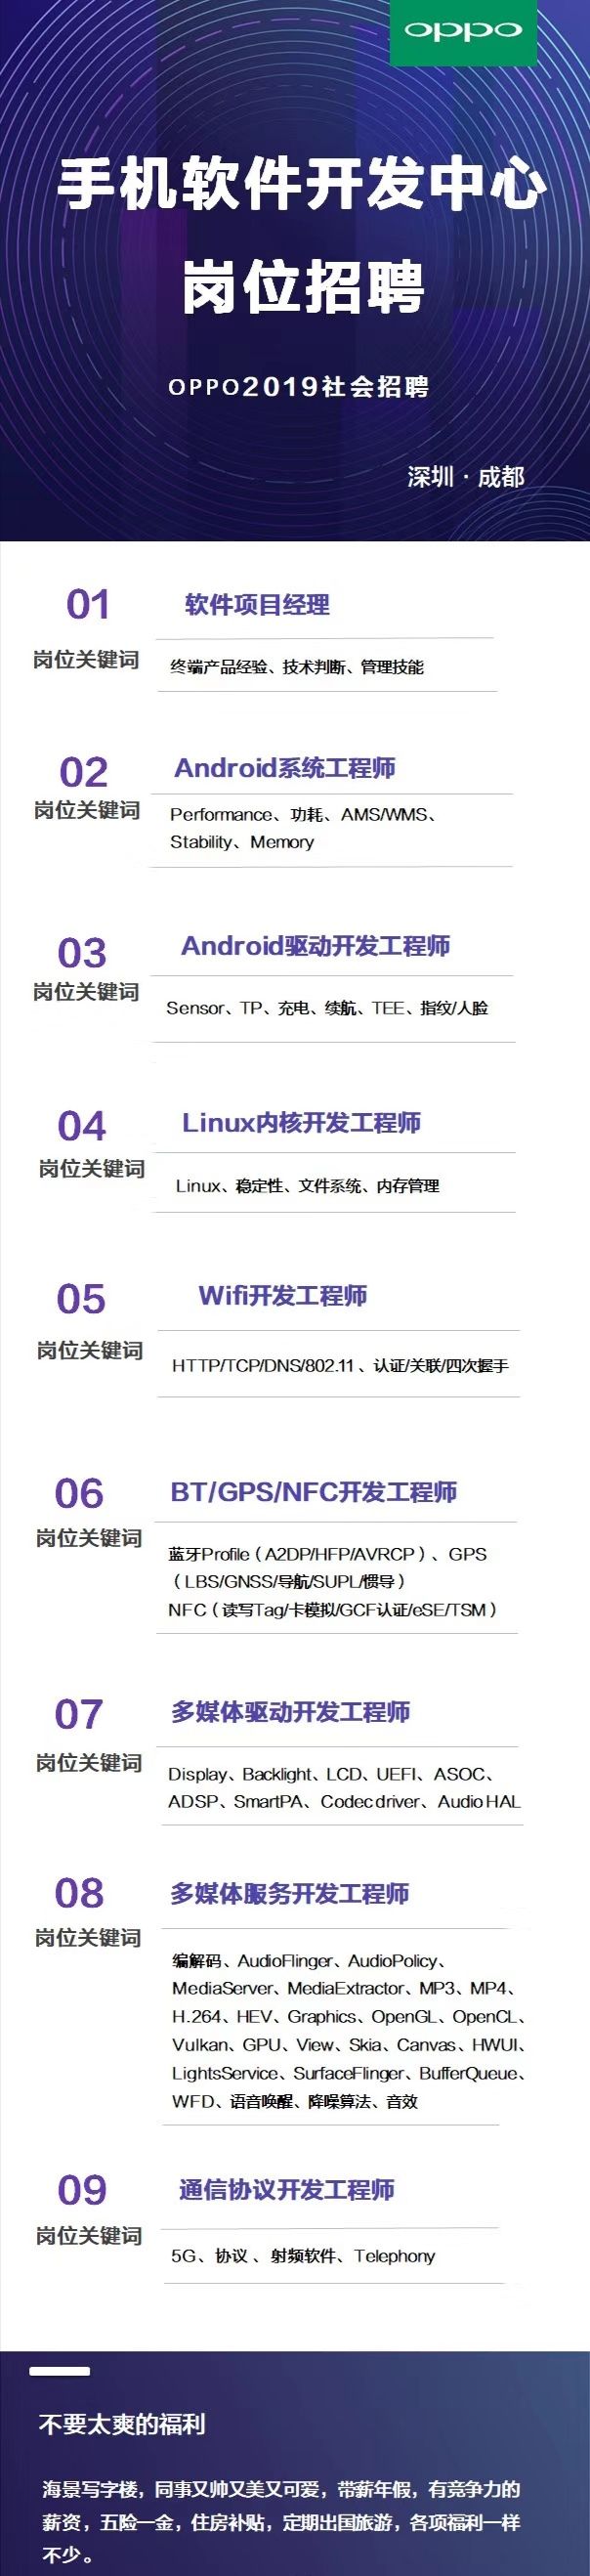 oppo
手机软件开发中心
岗位招聘
OPPO2019社会招聘
深圳·成都
01
软件项目经理
岗位关键词
终端产品经验、技术判断、管理技能
02
Android系统工程师
岗位关键词
Performance、功耗、AMS/WMS、
Stability、Memory
03
Android驱动开发工程师
岗位关键词
Sensor、TP、充电、续航、TEE、指纹/人脸
04
Linux内核开发工程师
岗位关键词
Linux、稳定性、文件系统、内存管理
05
Wifi开发工程师
岗位关键词
HTTP/TCP/DNS/802.11、认证/关联/四次握手
06
BT/GPS/NFC开发工程师
岗位关键词
蓝牙Profile（A2DP/HFP/AVRCP）、GPS
（LBS/GNSS/导航/SUPL/惯导）
NFC（读写Tag/卡模拟/GCF认证/eSE/TSM）
07
多媒体驱动开发工程师
岗位关键词
Display、Backlight、LCD、UEFI、ASOC、
ADSP、SmartPA、Codec driver、Audio HAL
08
多媒体服务开发工程师
岗位关键词
编解码、AudioFlinger、AudioPolicy、
MediaServer、MediaExtractor、MP3、MP4、
H.264、HEV、Graphics、OpenGL、OpenCL、
Vulkan、GPU、View、Skia、Canvas、HWUI、
LightsService、SurfaceFlinger、BufferQueue、
WFD、语音唤醒、降噪算法、音效
09
通信协议开发工程师
岗位关键词
5G、协议、射频软件、Telephony
不要太爽的福利
海景写字楼，同事又帅又美又可爱，带薪年假，有竞争力的
薪资，五险一金，住房补贴，定期出国旅游，各项福利一样
不少。